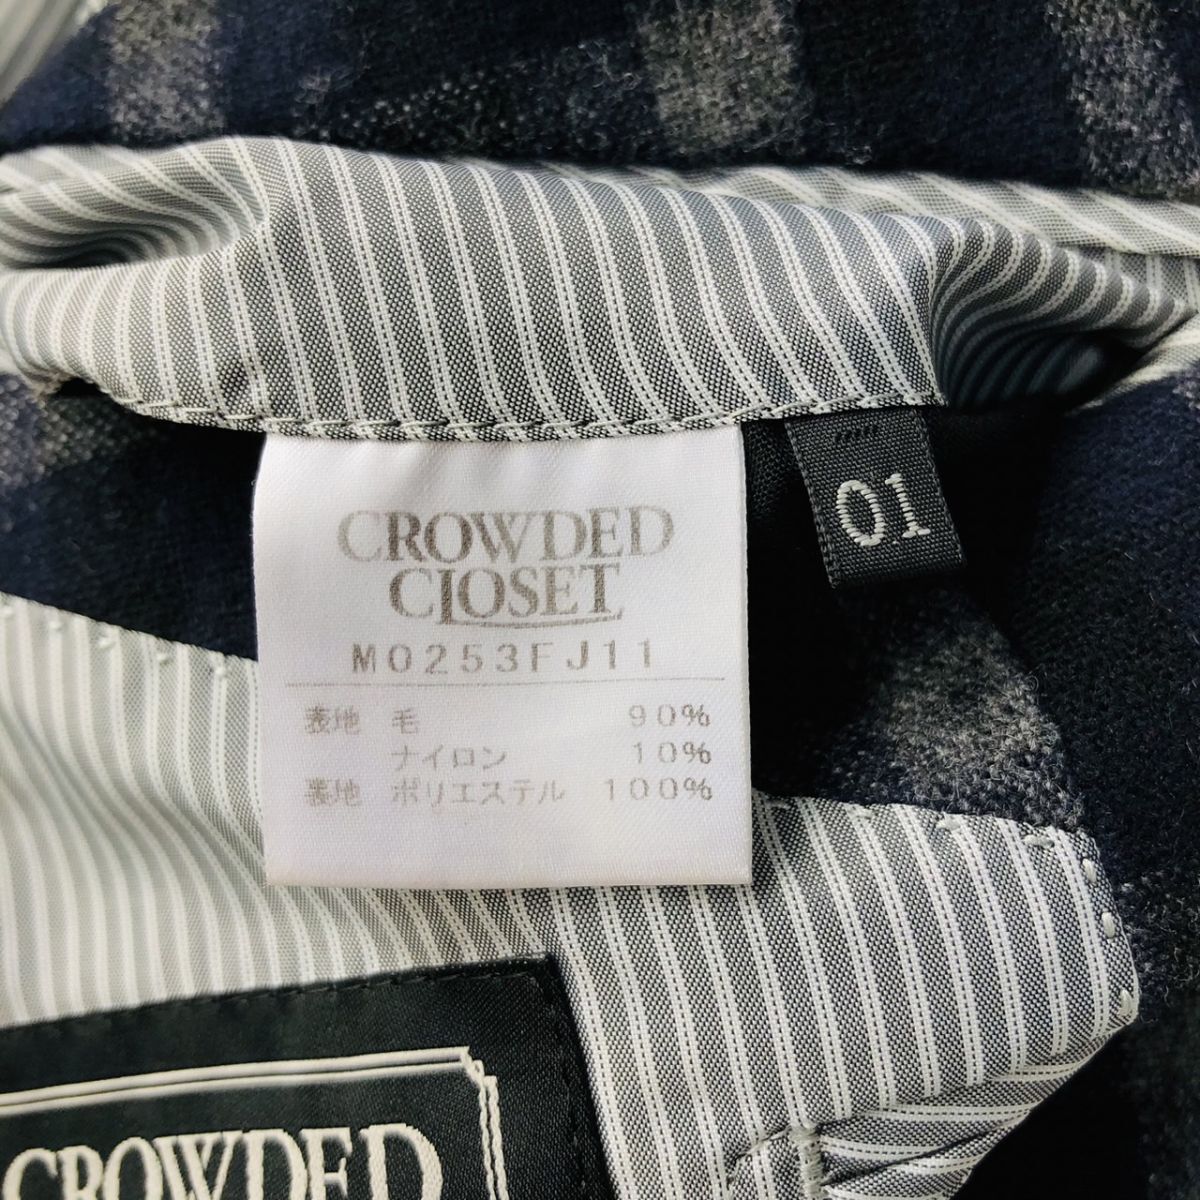 CROWDED
CLOSET
M0253FJ11
表地 毛 90%
ナイロン 10%
裏地 ポリエステル 100%
01
CROWDED